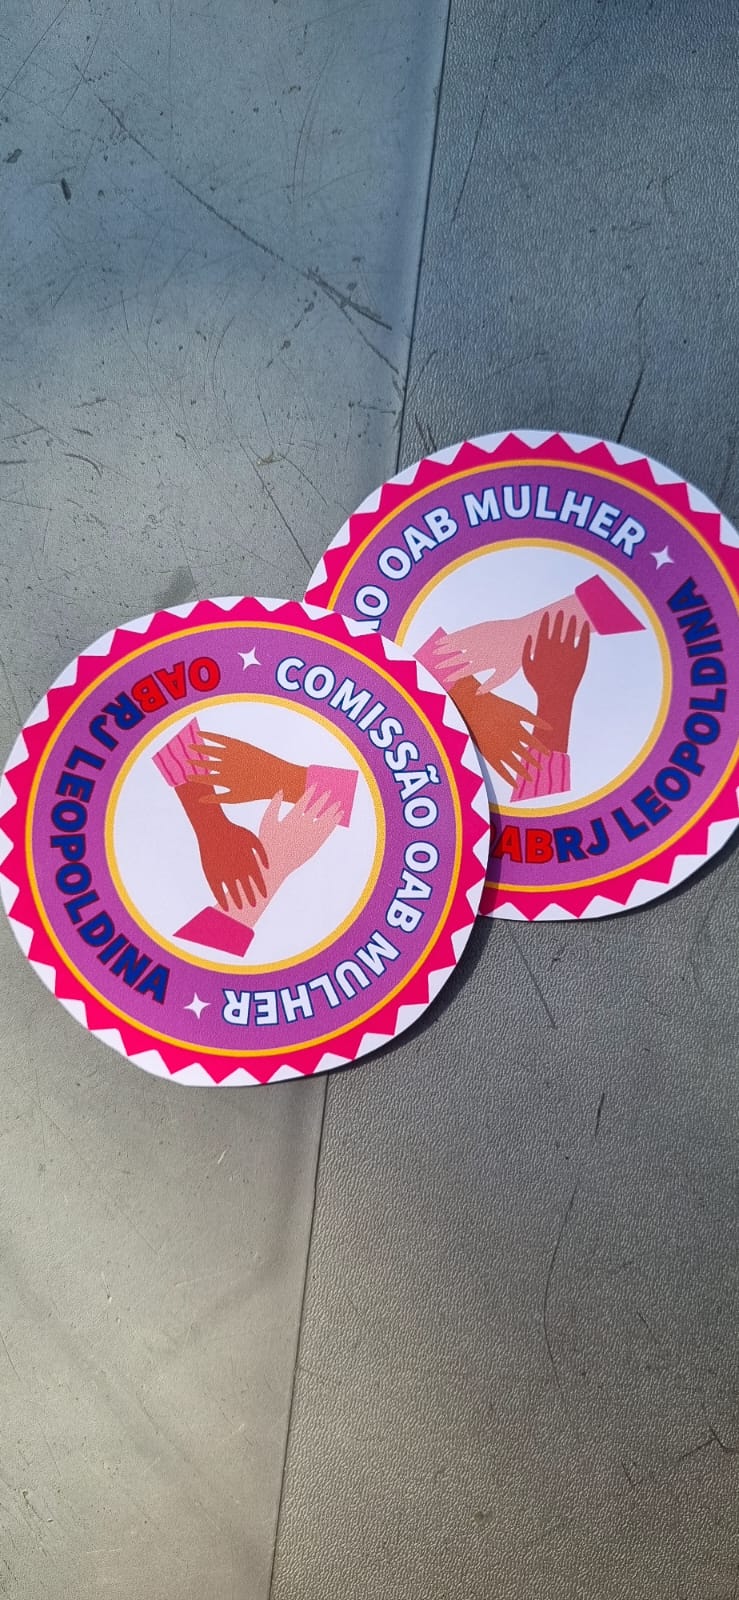 COMISSÃO OAB MULHER
OABRJ LEOPOLDINA
OAB MULHER
RJ LEOPOLDINA